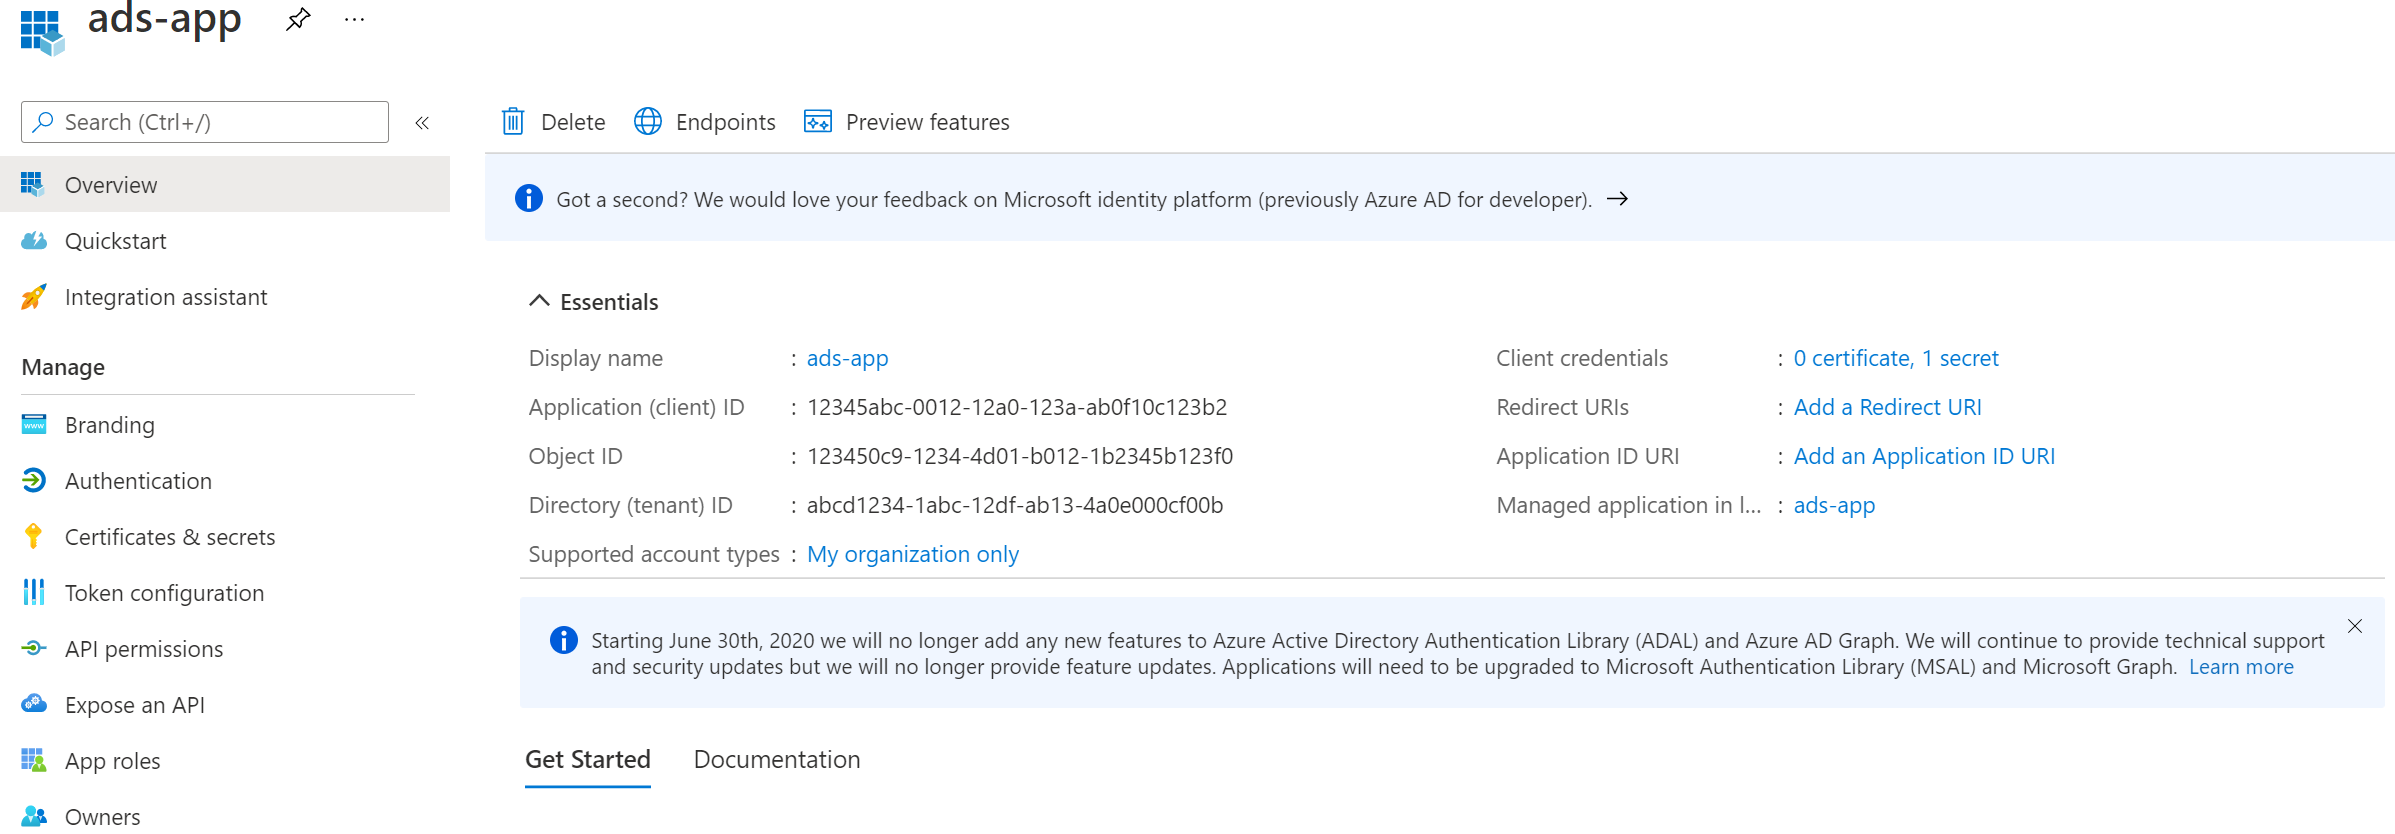 ads-app
...
Search (Ctrl+/)
«
Delete
Endpoints
Preview features
Overview
Quickstart
Integration assistant
Manage
Branding
Authentication
Certificates & secrets
Token configuration
API permissions
Expose an API
App roles
Owners
Got a second? We would love your feedback on Microsoft identity platform (previously Azure AD for developer). →
Essentials
Display name : ads-app
Application (client) ID : 12345abc-0012-12a0-123a-ab0f10c123b2
Object ID : 123450c9-1234-4d01-b012-1b2345b123f0
Directory (tenant) ID : abcd1234-1abc-12df-ab13-4a0e000cf00b
Supported account types : My organization only
Client credentials : 0 certificate, 1 secret
Redirect URIs : Add a Redirect URI
Application ID URI : Add an Application ID URI
Managed application in l... : ads-app
Starting June 30th, 2020 we will no longer add any new features to Azure Active Directory Authentication Library (ADAL) and Azure AD Graph. We will continue to provide technical support
and security updates but we will no longer provide feature updates. Applications will need to be upgraded to Microsoft Authentication Library (MSAL) and Microsoft Graph. Learn more
Get Started
Documentation